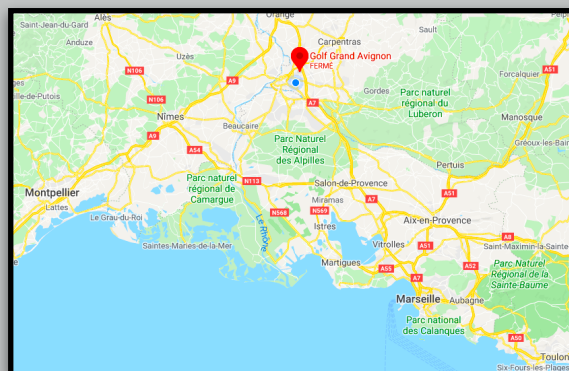 Saint-Jean-du-Gard
Alès
Orange
Sault
Anduze
Carpentras
Uzès
Golf Grand Avignon
FERMÉ
N106
A9
A51
Forcalquier
lle-de-Putois
N106
A7
Gordes
Parc naturel
régional du
Luberon
Manosque
Nîmes
Beaucaire
A9
A54
Parc Naturel
Régional
des Alpilles
Gréoux-les-Bain
Pertuis
Parc naturel
régional de
Camargue
N113
Salon-de-Provence
A51
Montpellier
Lattes
Miramas
A7
N568
N569
Le Grau-du-Roi
Istres
Aix-en-Provence
Le Rhône
Saintes-Maries-de-la-Mer
Vitrolles
A51
A8
Saint-Maximin-la-Sainte
Martigues
A55
A7
A52
Parc Naturel
Régional de la
Sainte-Baume
Marseille
Aubagne
Parc national
des Calanques
A50
Toulon
Six-Fours-les-Plages